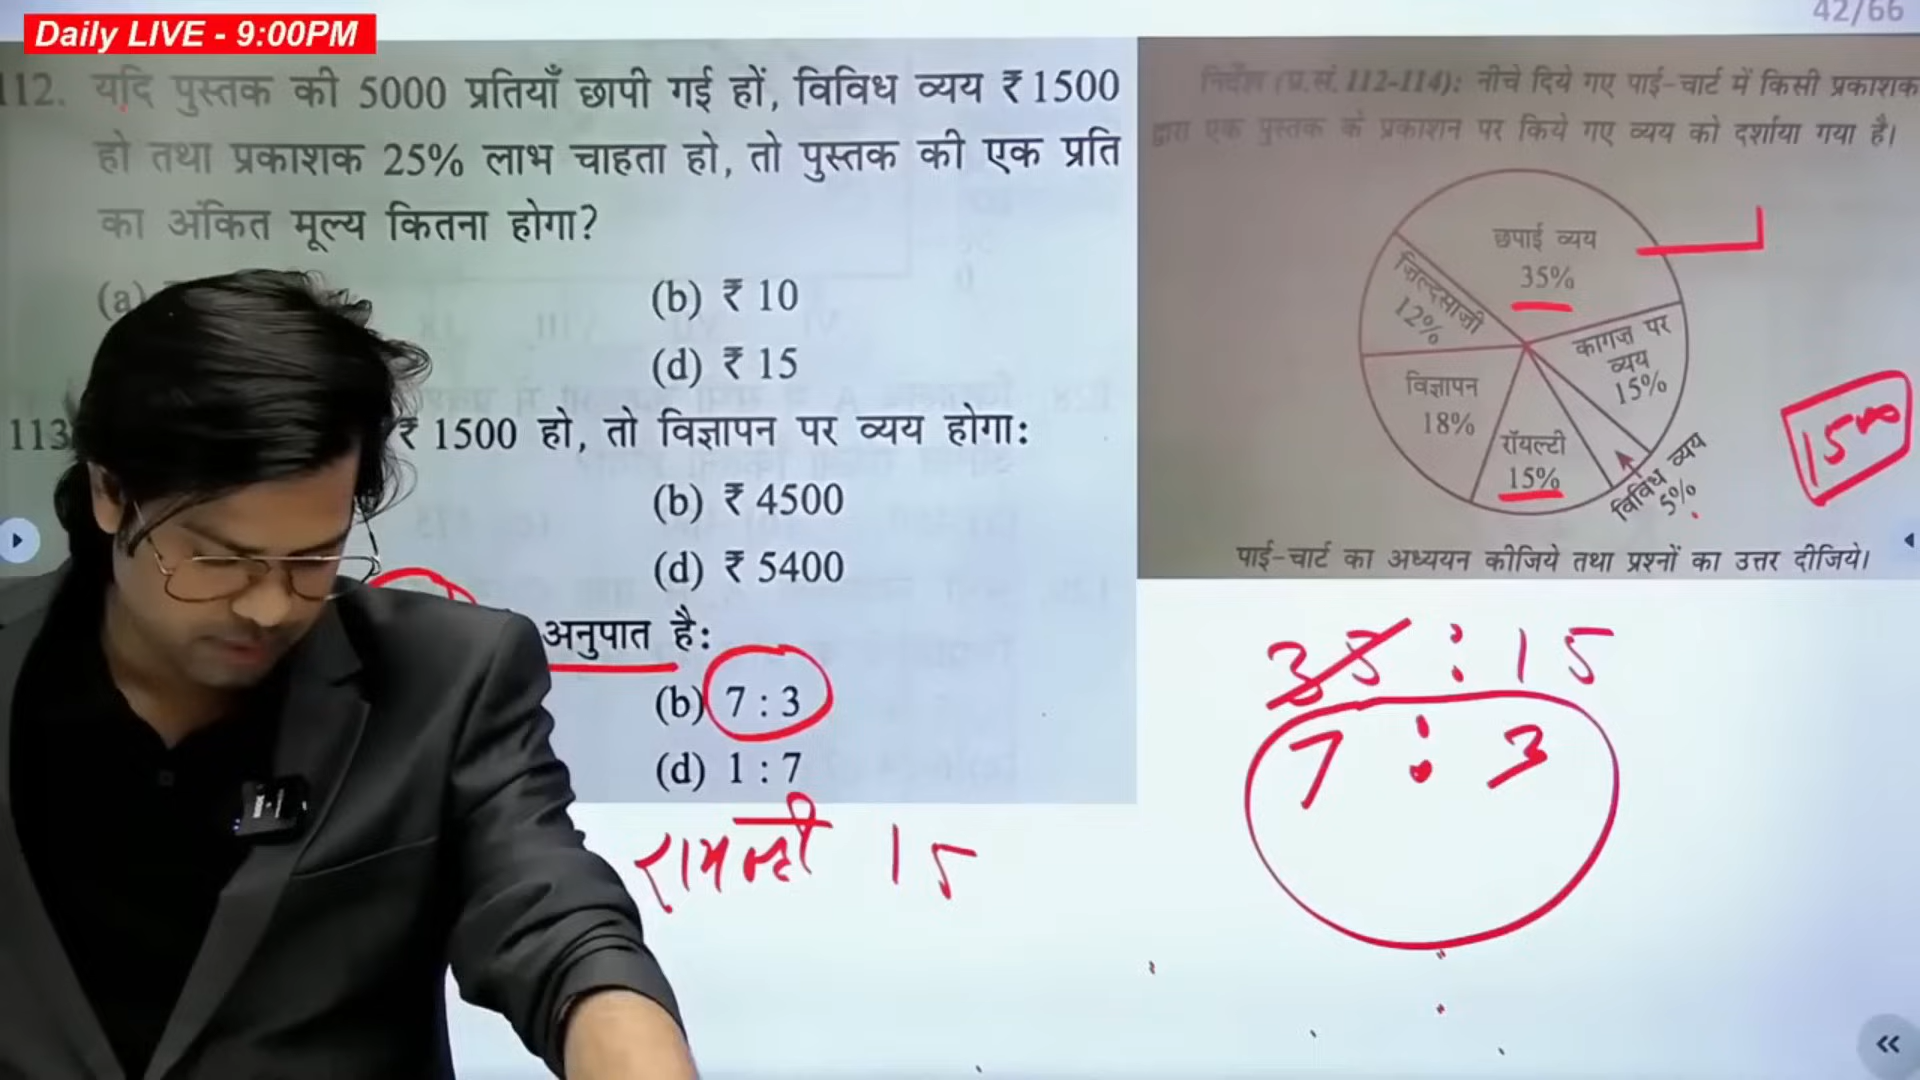 Daily LIVE - 9:00PM
42/66
112. यदि पुस्तक की 5000 प्रतियाँ छापी गई हों, विविध व्यय ₹ 1500
हो तथा प्रकाशक 25% लाभ चाहता हो, तो पुस्तक की एक प्रति
का अंकित मूल्य कितना होगा?
(a)
(b) ₹ 10
(d) ₹ 15
113
₹ 1500 हो, तो विज्ञापन पर व्यय होगा:
(b) ₹ 4500
(d) ₹ 5400
अनुपात है:
(b) 7 : 3
(d) 1 : 7
15
निर्देश (प्र.सं. 112-114): नीचे दिये गए पाई-चार्ट में किसी प्रकाशक
द्वारा एक पुस्तक के प्रकाशन पर किये गए व्यय को दर्शाया गया है।
छपाई व्यय
35%
जिल्दसाजी
12%
कागज़ पर
व्यय
15%
विज्ञापन
18%
रॉयल्टी
15%
विविध व्यय
5%
1500
पाई-चार्ट का अध्ययन कीजिये तथा प्रश्नों का उत्तर दीजिये।
35 : 15
7 : 3